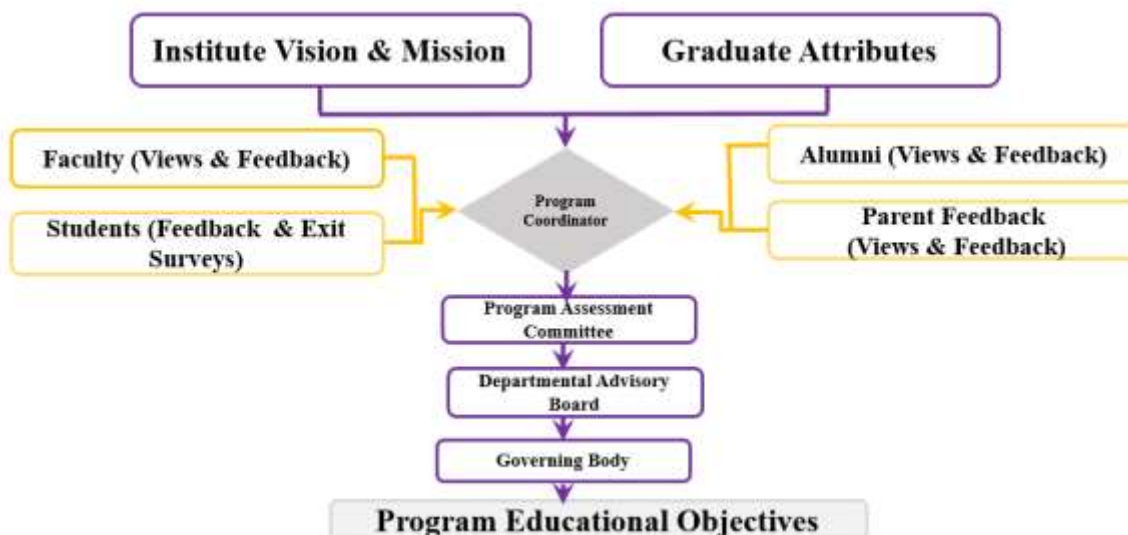 Institute Vision & Mission
Graduate Attributes
Faculty (Views & Feedback)
Alumni (Views & Feedback)
Program
Coordinator
Students (Feedback & Exit
Surveys)
Parent Feedback
(Views & Feedback)
Program Assessment
Committee
Departmental Advisory
Board
Governing Body
Program Educational Objectives